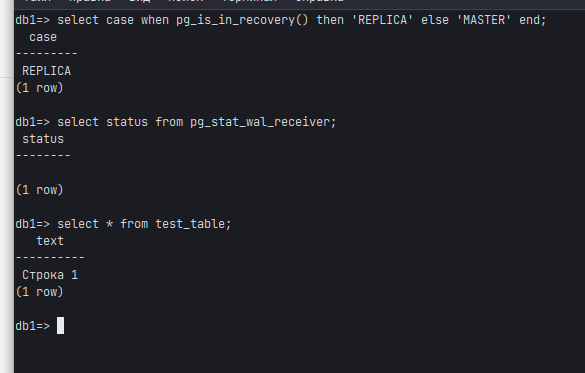 db1=> select case when pg_is_in_recovery() then 'REPLICA' else 'MASTER' end;
case
---------
REPLICA
(1 row)
db1=> select status from pg_stat_wal_receiver;
status
--------
(1 row)
db1=> select * from test_table;
text
----------
Строка 1
(1 row)
db1=>